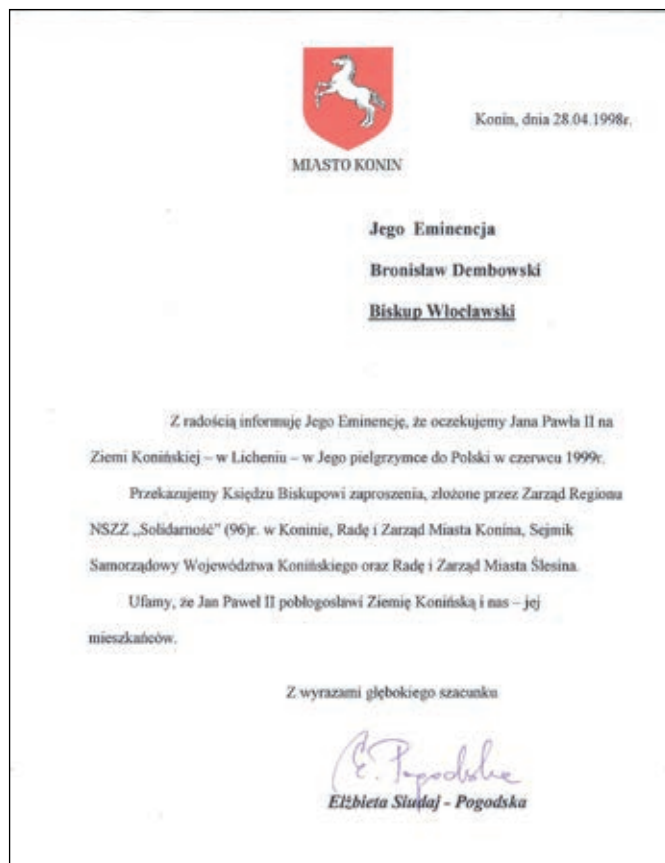 Konin, dnia 28.04.1998r.
MIASTO KONIN
Jego Eminencja
Bronisław Dembowski
Biskup Włocławski
Z radością informuję Jego Eminencję, że oczekujemy Jana Pawła II na
Ziemi Konińskiej – w Licheniu – w Jego pielgrzymce do Polski w czerwcu 1999r.
Przekazujemy Księdzu Biskupowi zaproszenia, złożone przez Zarząd Regionu
NSZZ „Solidarność” (96)r. w Koninie, Radę i Zarząd Miasta Konina, Sejmik
Samorządowy Województwa Konińskiego oraz Radę i Zarząd Miasta Ślesina.
Ufamy, że Jan Paweł II pobłogosławi Ziemię Konińską i nas – jej
mieszkańców.
Z wyrazami głębokiego szacunku
E. Pogodska
Elżbieta Siudaj - Pogodska